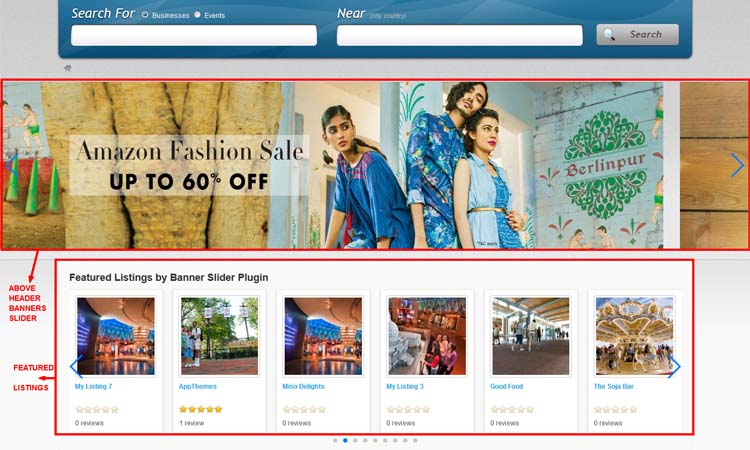 Search For Businesses Events
Near (city, country)
Search
Amazon Fashion Sale
UP TO 60% OFF
Berlinpur
*T&C apply
ABOVE
HEADER
BANNERS
SLIDER
Featured Listings by Banner Slider Plugin
FEATURED
LISTINGS
My Listing 7
AppThemes
Miso Delights
My Listing 3
Good Food
The Soja Bar
0 reviews
1 review
0 reviews
0 reviews
0 reviews
0 reviews